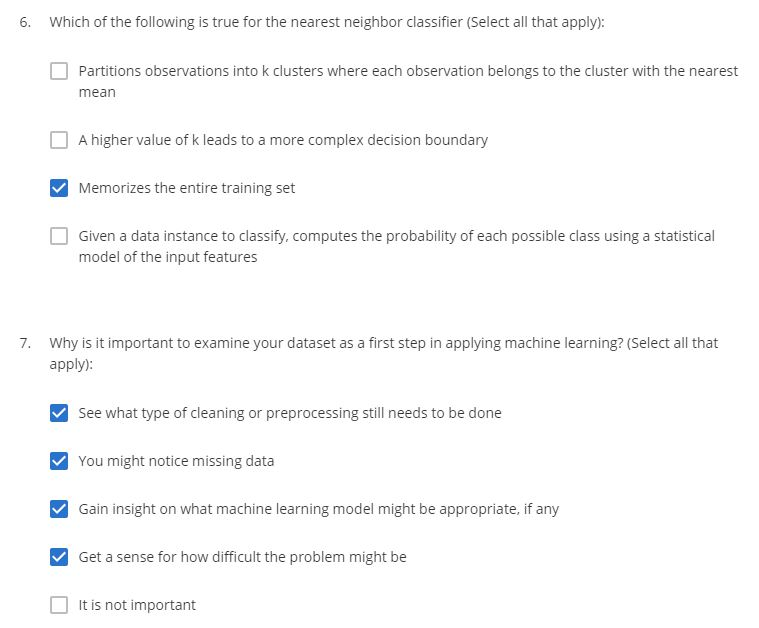 6. Which of the following is true for the nearest neighbor classifier (Select all that apply):
Partitions observations into k clusters where each observation belongs to the cluster with the nearest
mean
A higher value of k leads to a more complex decision boundary
Memorizes the entire training set
Given a data instance to classify, computes the probability of each possible class using a statistical
model of the input features
7. Why is it important to examine your dataset as a first step in applying machine learning? (Select all that
apply):
See what type of cleaning or preprocessing still needs to be done
You might notice missing data
Gain insight on what machine learning model might be appropriate, if any
Get a sense for how difficult the problem might be
It is not important